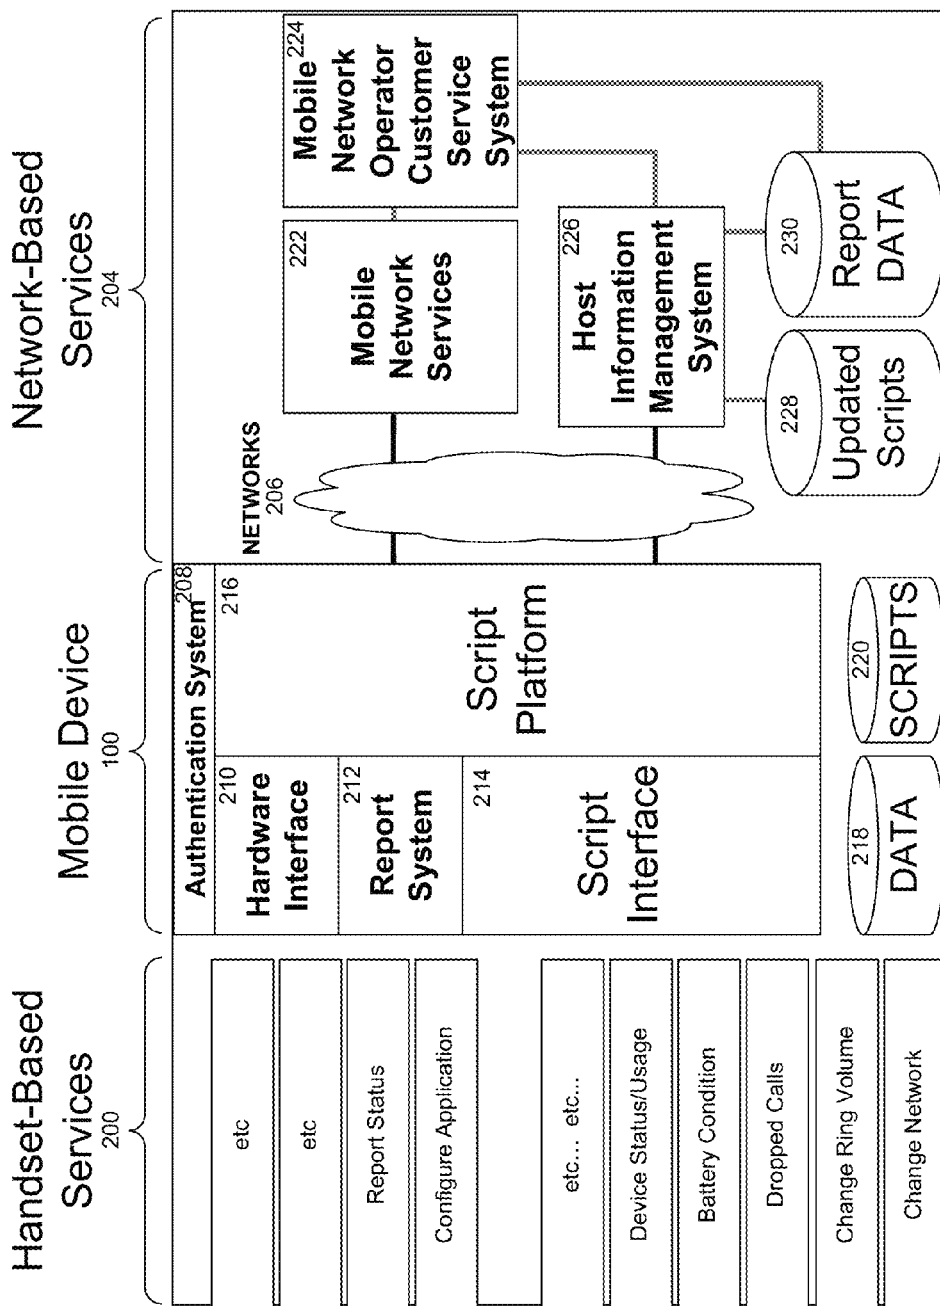 Handset-Based
Services
200
Mobile Device
100
Network-Based
Services
204
etc
etc
Report Status
Configure Application
etc... etc...
Device Status/Usage
Battery Condition
Dropped Calls
Change Ring Volume
Change Network
Authentication System
208
210
Hardware
Interface
212
Report
System
214
Script
Interface
216
Script
Platform
218
DATA
220
SCRIPTS
NETWORKS
206
222
Mobile
Network
Services
224
Mobile
Network
Operator
Customer
Service
System
226
Host
Information
Management
System
228
Updated
Scripts
230
Report
DATA